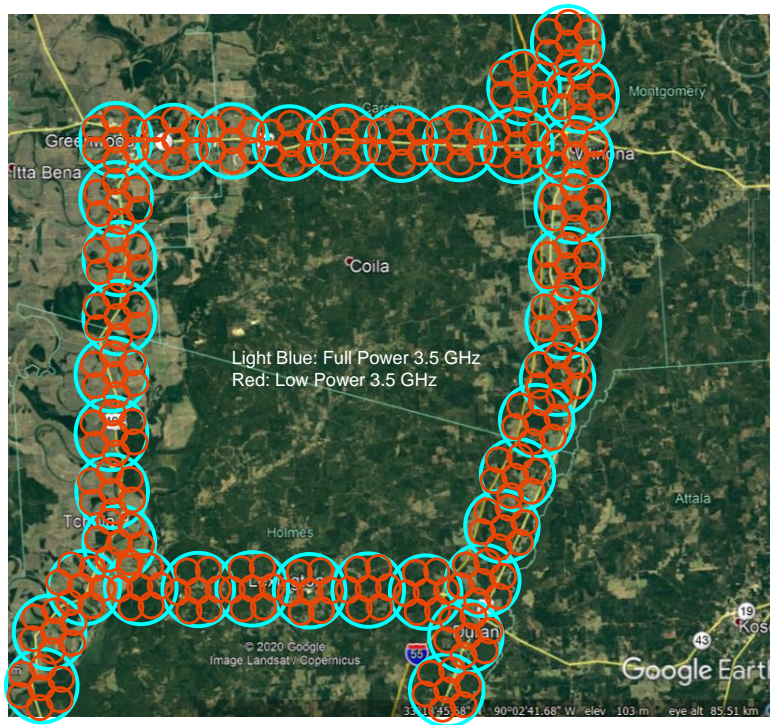 Montgomery
Carroll
Greenwood
Winona
Itta Bena
Coila
Light Blue: Full Power 3.5 GHz
Red: Low Power 3.5 GHz
Attala
Holmes
Lexington
19
43
55
© 2020 Google
Image Landsat / Copernicus
Google Earth
90°02'41.68" W elev 103 m eye alt 85.51 km